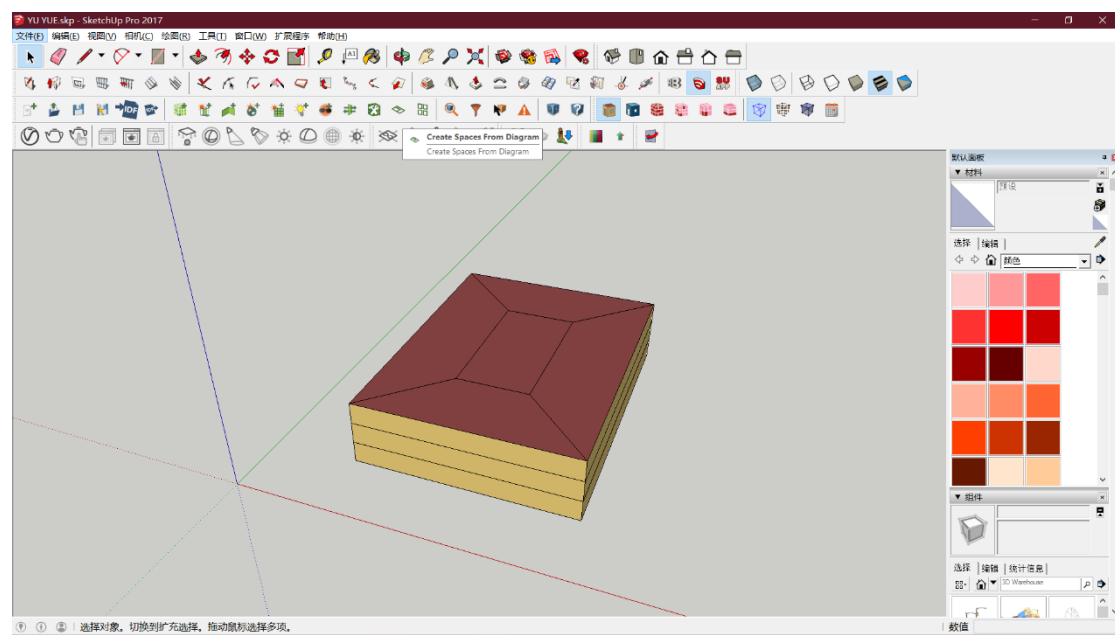 YU YUE.skp - SketchUp Pro 2017
文件(F) 编辑(E) 视图(V) 相机(C) 绘图(R) 工具(T) 窗口(W) 扩展程序 帮助(H)
Create Spaces From Diagram
Create Spaces From Diagram
默认面板
▼ 材料
预设
选择 编辑
颜色
▼ 组件
选择 编辑 统计信息
3D Warehouse
选择对象。切换到扩充选择。拖动鼠标选择多项。
数值